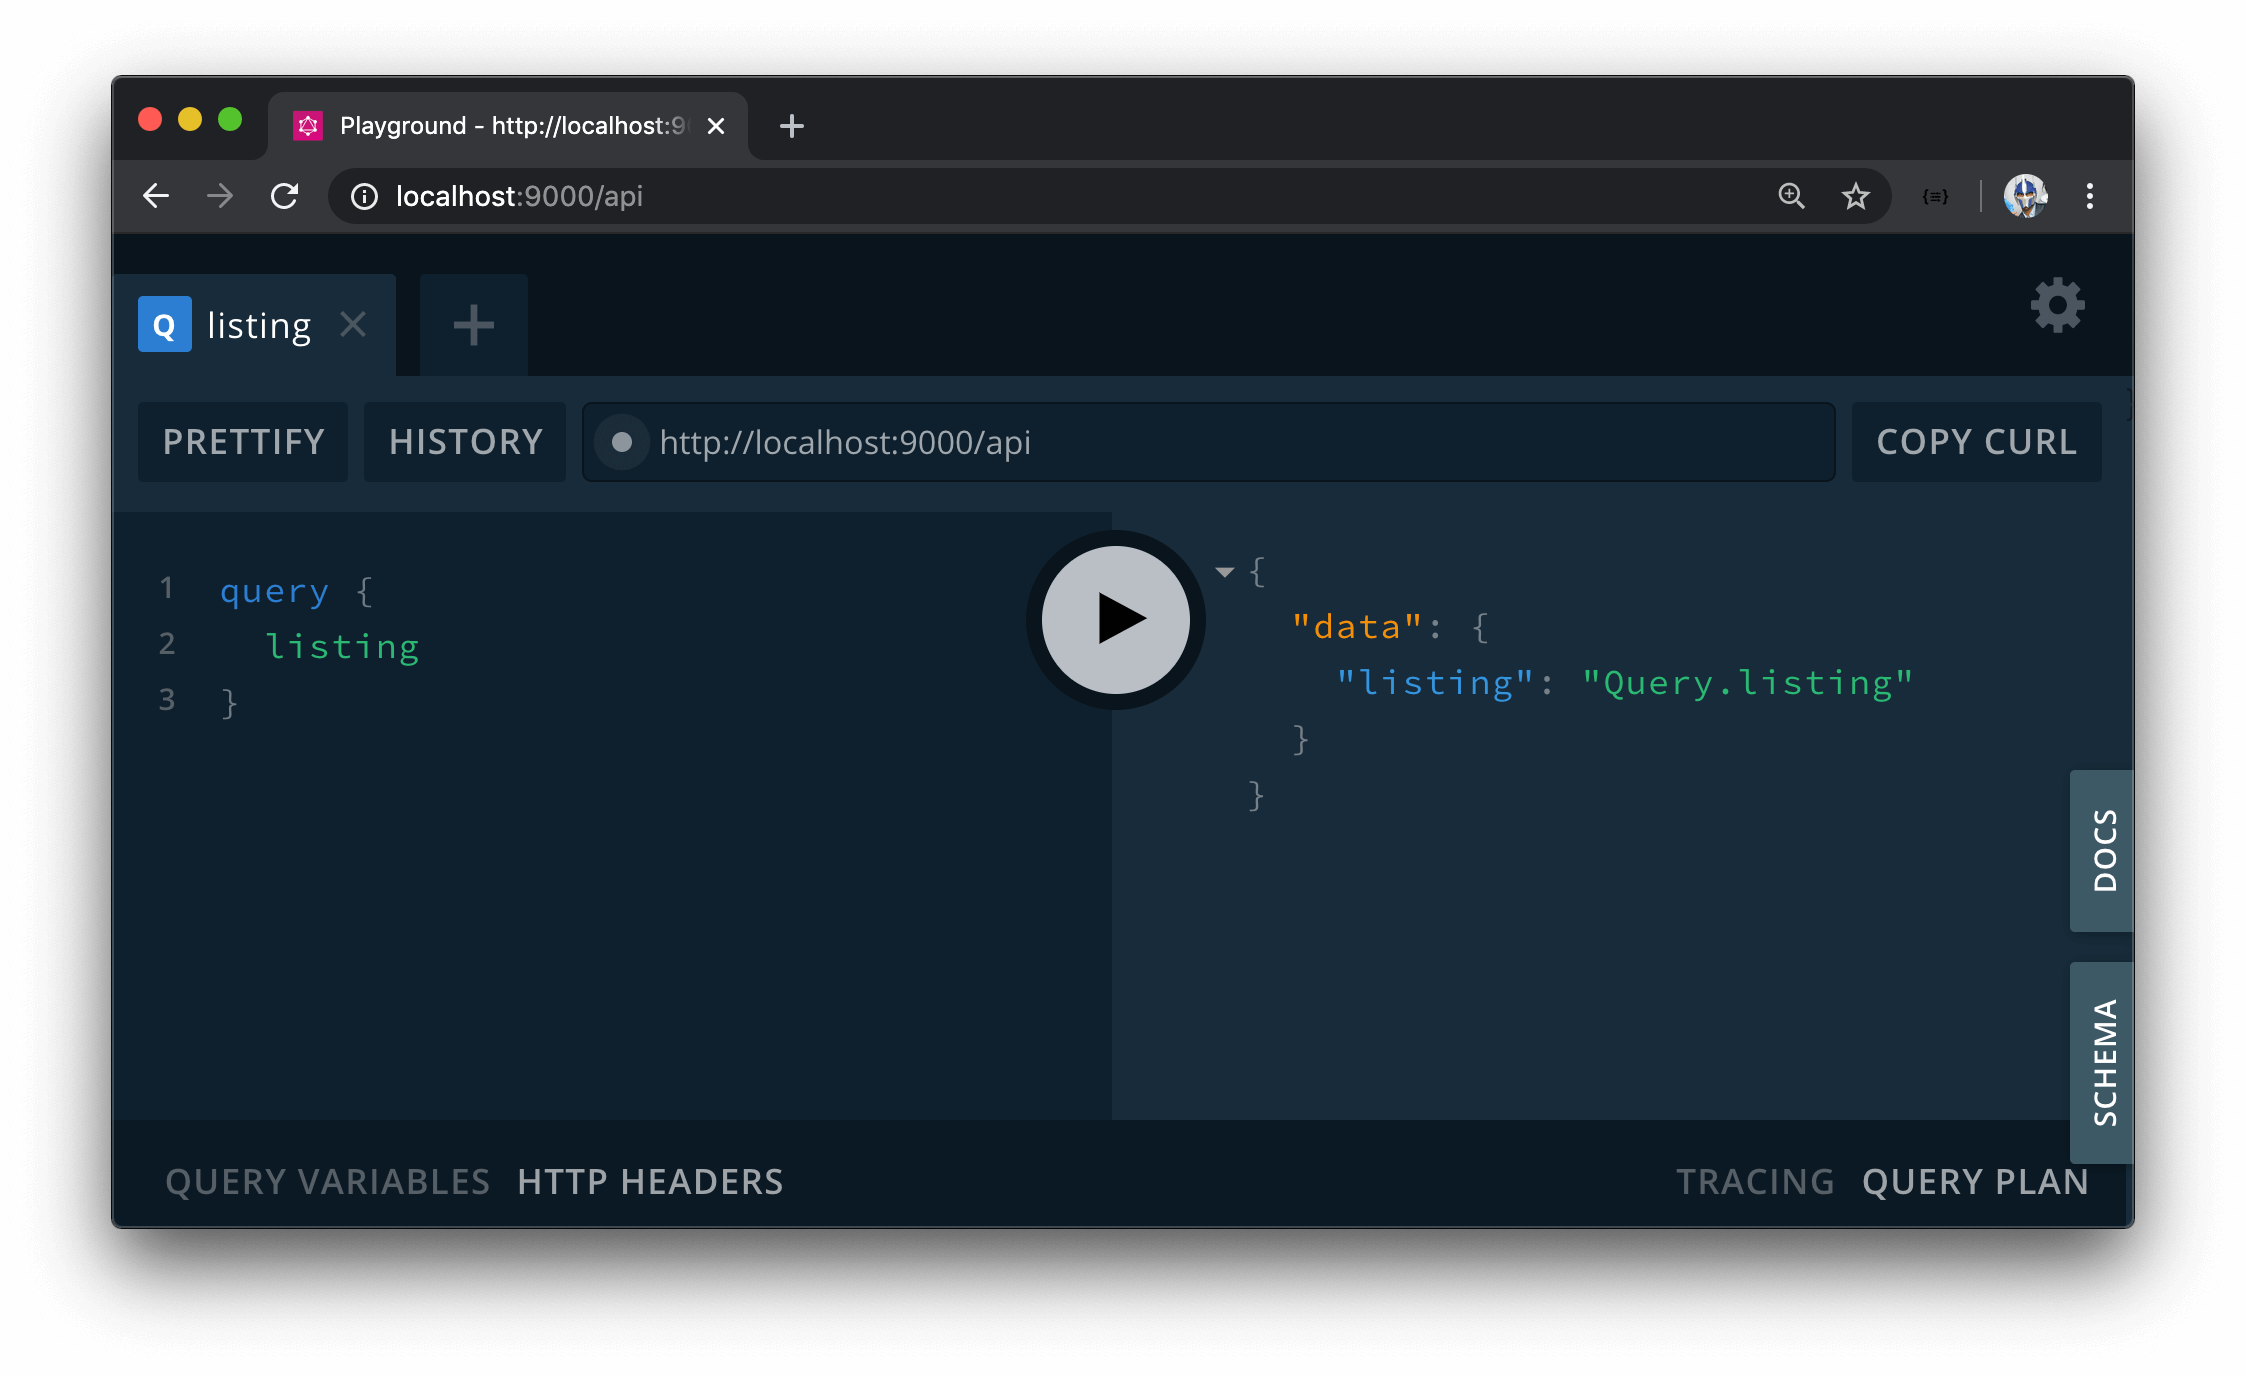 Playground - http://localhost:9
localhost:9000/api
Q listing
PRETTIFY
HISTORY
http://localhost:9000/api
COPY CURL
1 query {
2 listing
3 }
{
"data": {
"listing": "Query.listing"
}
}
DOCS
SCHEMA
QUERY VARIABLES HTTP HEADERS
TRACING QUERY PLAN